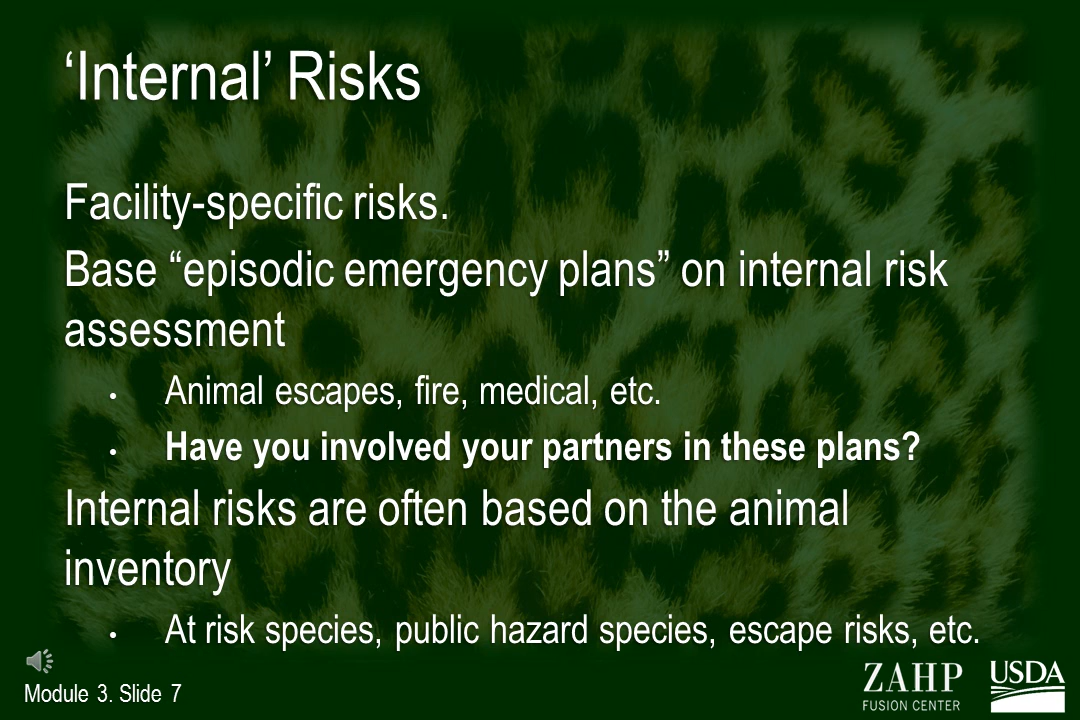 ‘Internal’ Risks
Facility-specific risks.
Base “episodic emergency plans” on internal risk
assessment
• Animal escapes, fire, medical, etc.
• Have you involved your partners in these plans?
Internal risks are often based on the animal
inventory
• At risk species, public hazard species, escape risks, etc.
Module 3. Slide 7
ZAHP
FUSION CENTER
USDA